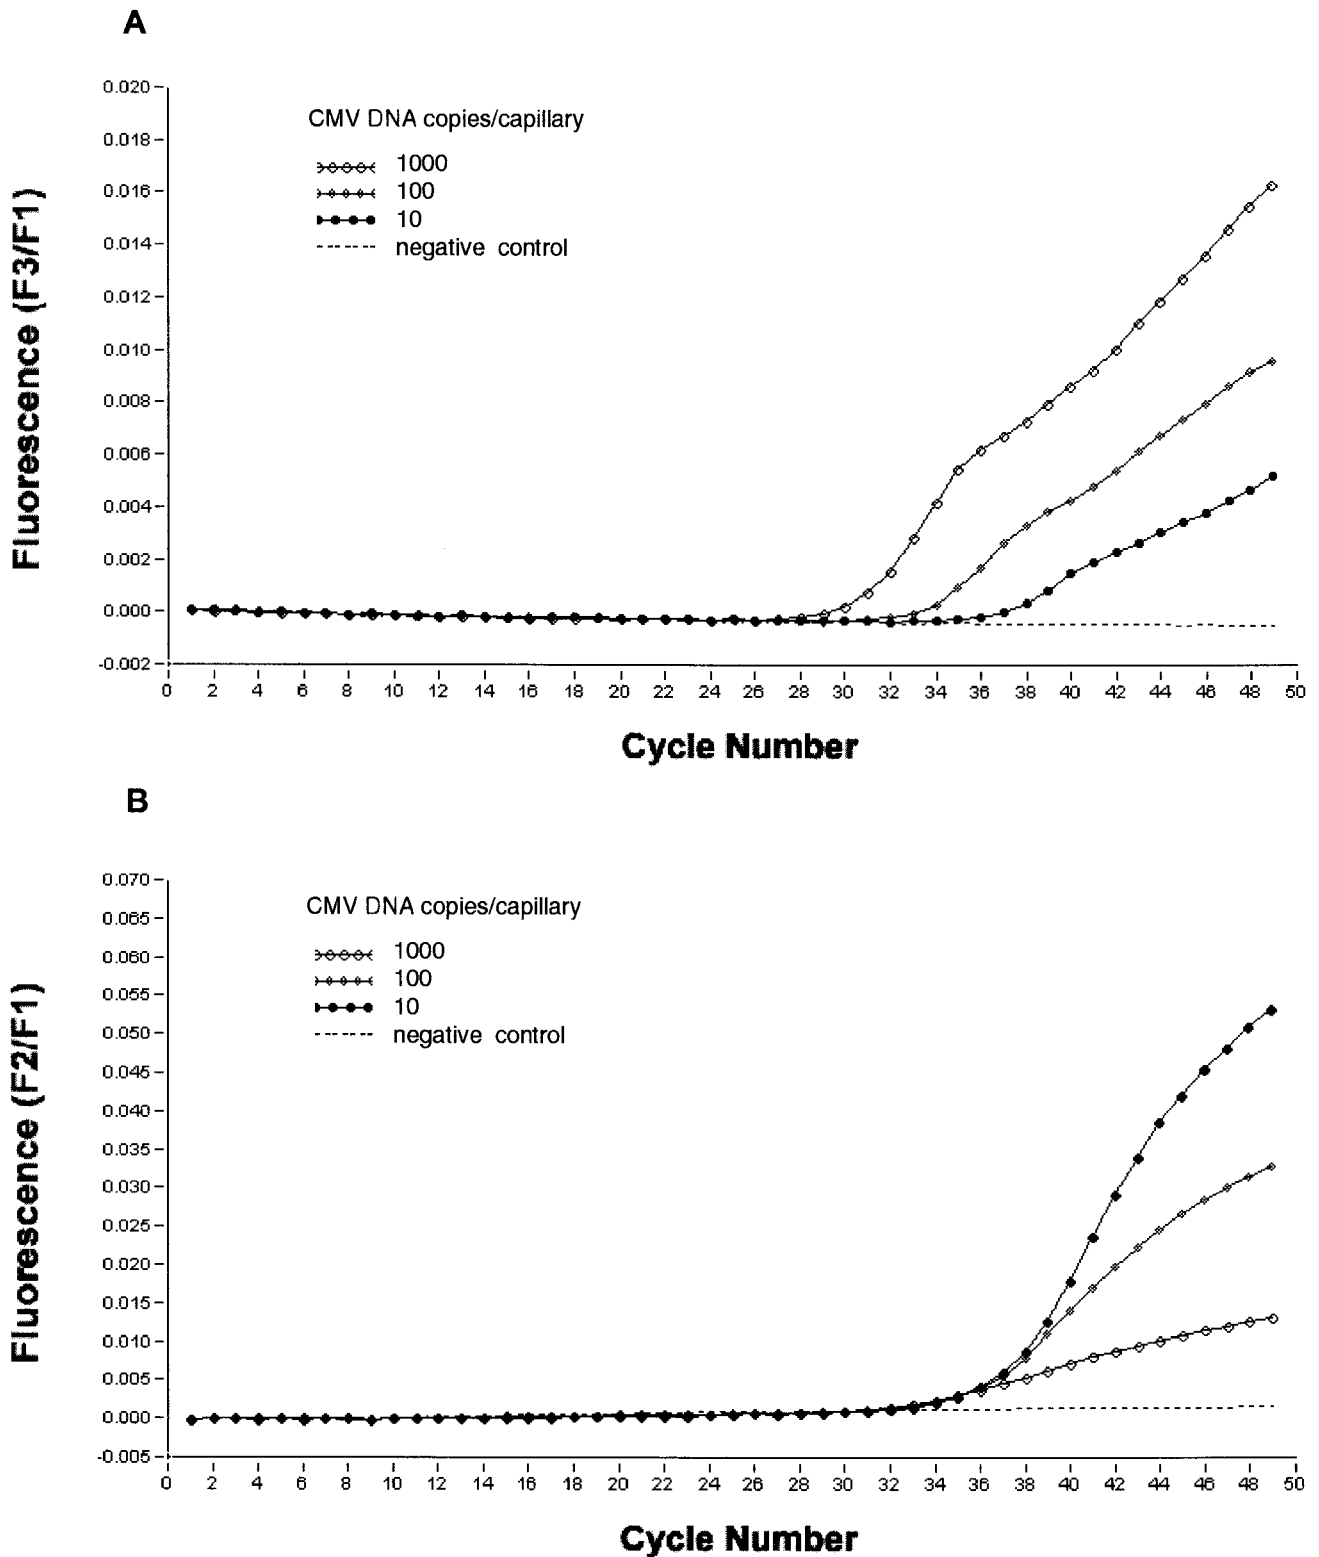 A
0.020
0.018
0.016
0.014
0.012
0.010
0.008
0.006
0.004
0.002
0.000
-0.002
Fluorescence (F3/F1)
CMV DNA copies/capillary
1000
100
10
negative control
0 2 4 6 8 10 12 14 16 18 20 22 24 26 28 30 32 34 36 38 40 42 44 46 48 50
Cycle Number
B
0.070
0.065
0.060
0.055
0.050
0.045
0.040
0.035
0.030
0.025
0.020
0.015
0.010
0.005
0.000
-0.005
Fluorescence (F2/F1)
CMV DNA copies/capillary
1000
100
10
negative control
0 2 4 6 8 10 12 14 16 18 20 22 24 26 28 30 32 34 36 38 40 42 44 46 48 50
Cycle Number